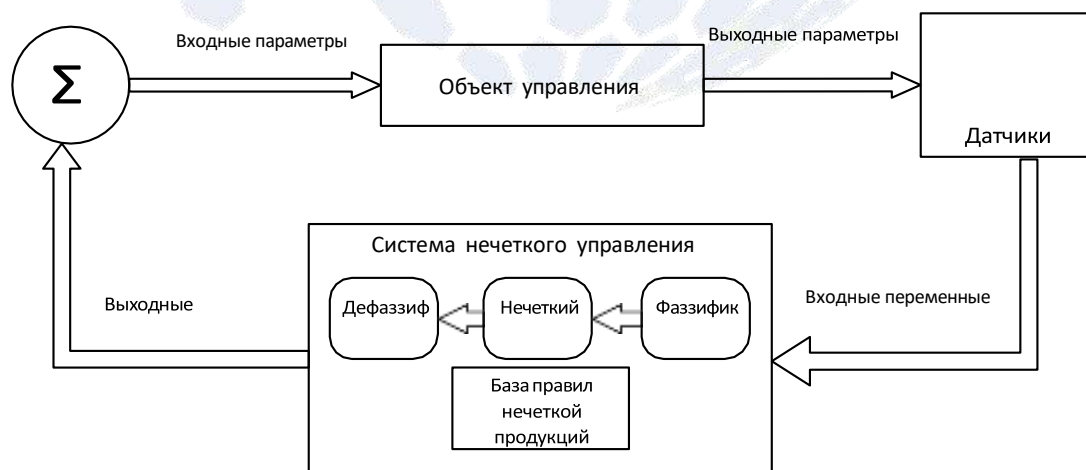 Входные параметры
Выходные параметры
Σ
Объект управления
Датчики
Система нечеткого управления
Дефаззиф
Нечеткий
Фаззифик
Выходные
Входные переменные
База правил
нечеткой
продукций